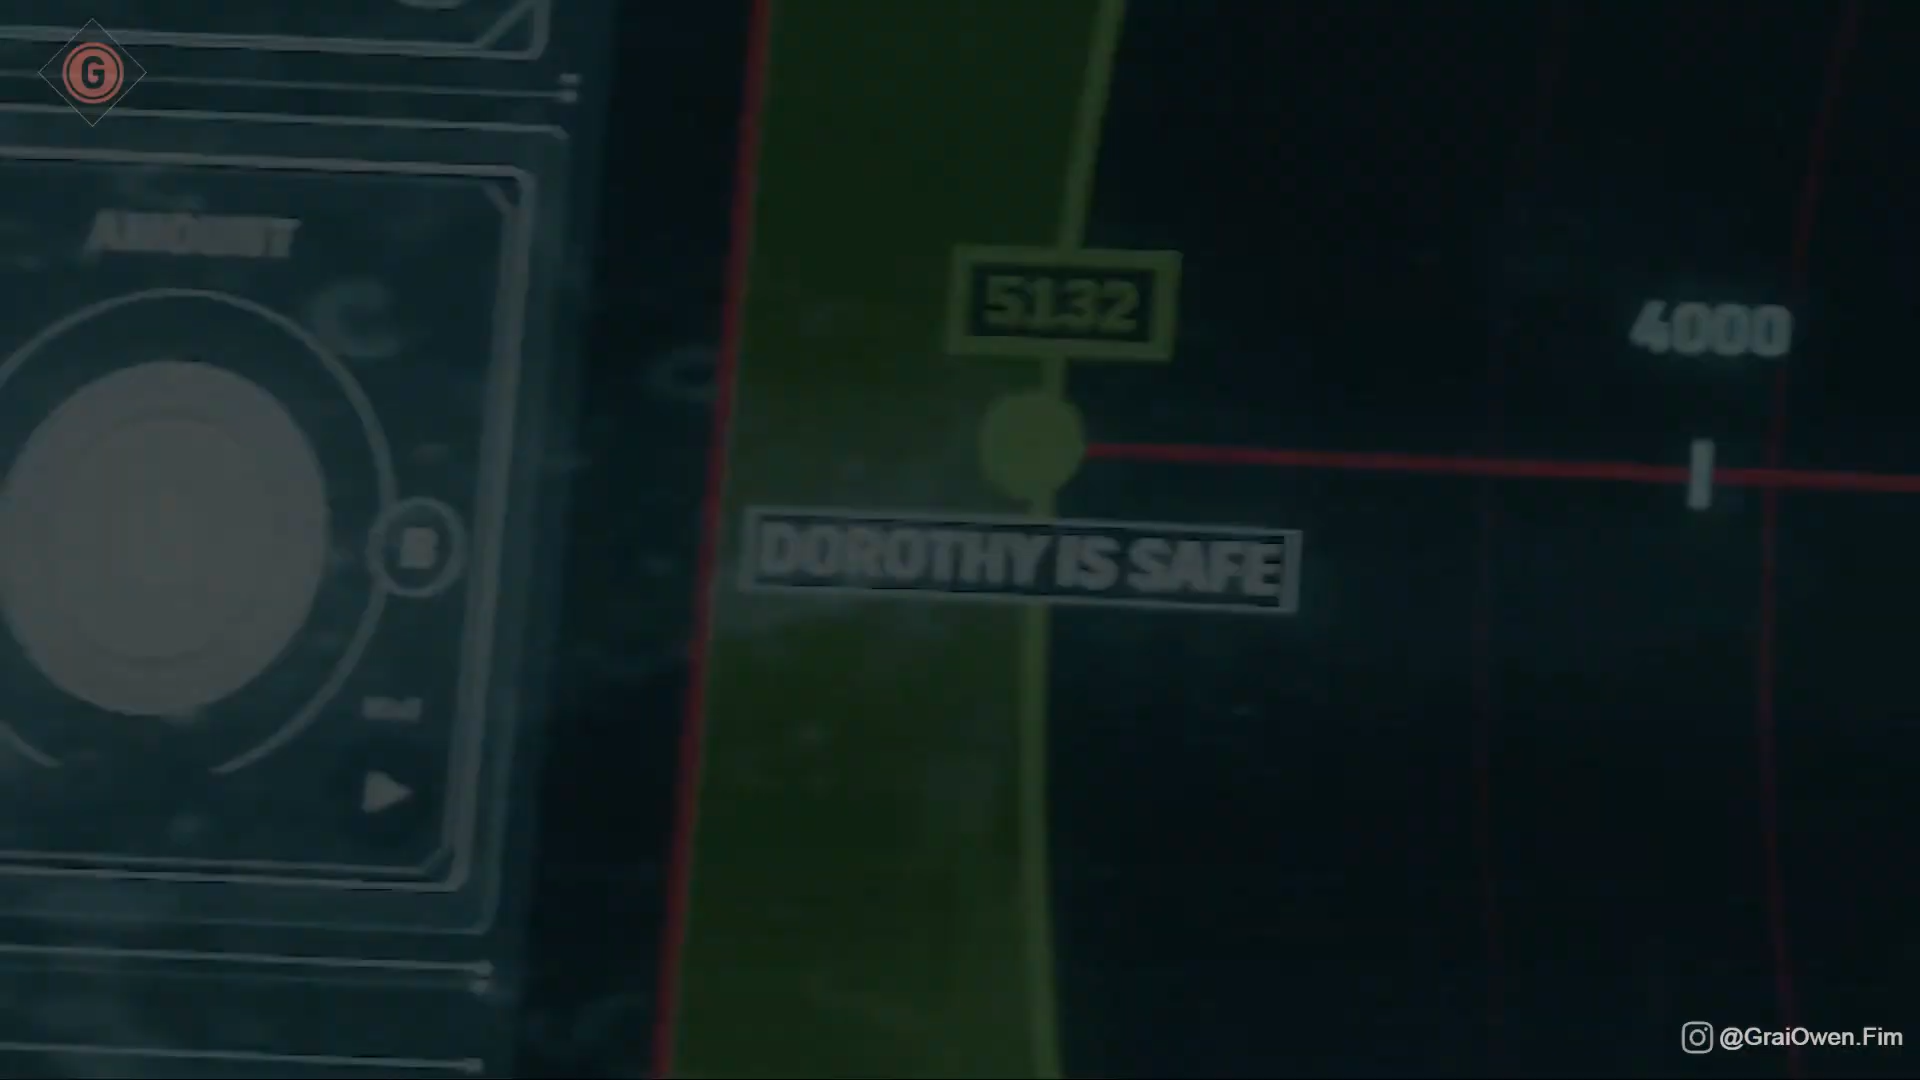 G
AMOUNT
5132
4000
B
DOROTHY IS SAFE
@GraiOwen.Fim